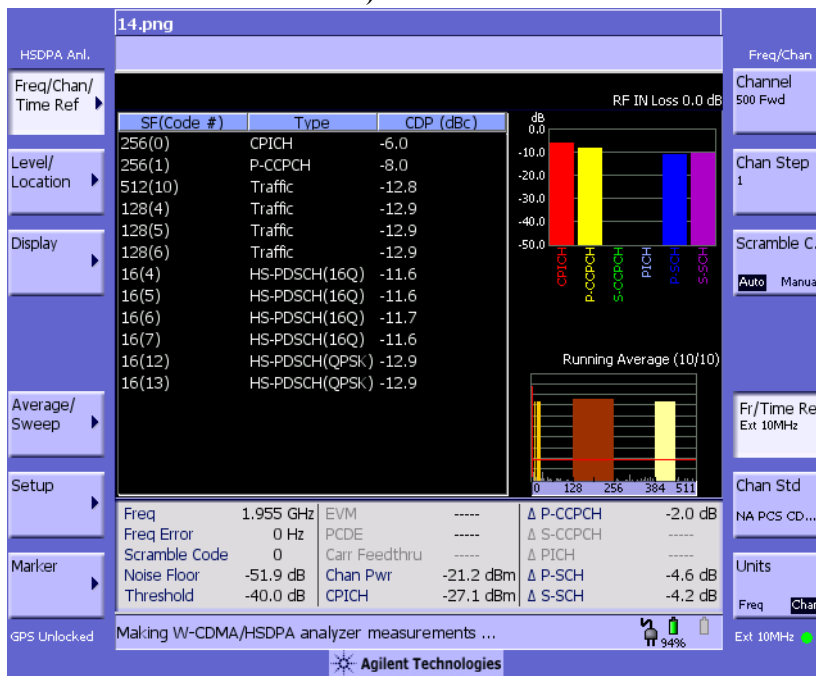 14.png
HSDPA Anl.
Freq/Chan/
Time Ref
Level/
Location
Display
Average/
Sweep
Setup
Marker
GPS Unlocked
RF IN Loss 0.0 dB
SF(Code #) Type CDP (dBc)
256(0) CPICH -6.0
256(1) P-CCPCH -8.0
512(10) Traffic -12.8
128(4) Traffic -12.9
128(5) Traffic -12.9
128(6) Traffic -12.9
16(4) HS-PDSCH(16Q) -11.6
16(5) HS-PDSCH(16Q) -11.6
16(6) HS-PDSCH(16Q) -11.7
16(7) HS-PDSCH(16Q) -11.6
16(12) HS-PDSCH(QPSK) -12.9
16(13) HS-PDSCH(QPSK) -12.9
dB
0.0
-10.0
-20.0
-30.0
-40.0
-50.0
CPICH
P-CCPCH
S-CCPCH
PICH
P-SCH
S-SCH
Running Average (10/10)
0 128 256 384 511
Freq 1.955 GHz EVM ----- Δ P-CCPCH -2.0 dB
Freq Error 0 Hz PCDE ----- Δ S-CCPCH -----
Scramble Code 0 Carr Feedthru ----- Δ PICH -----
Noise Floor -51.9 dB Chan Pwr -21.2 dBm Δ P-SCH -4.6 dB
Threshold -40.0 dB CPICH -27.1 dBm Δ S-SCH -4.2 dB
Making W-CDMA/HSDPA analyzer measurements ...
94%
Agilent Technologies
Freq/Chan
Channel
500 Fwd
Chan Step
1
Scramble C.
Auto Manua
Fr/Time Re
Ext 10MHz
Chan Std
NA PCS CD...
Units
Freq Chan
Ext 10MHz